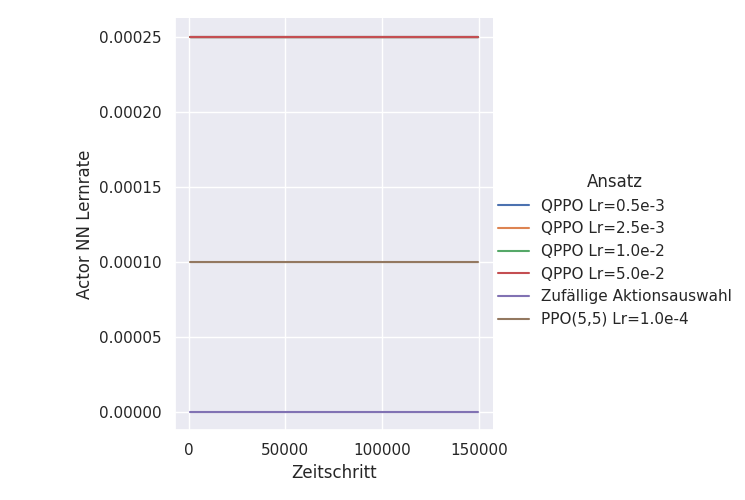 0.00025
0.00020
0.00015
0.00010
0.00005
0.00000
Actor NN Lernrate
0 50000 100000 150000
Zeitschritt
Ansatz
QPPO Lr=0.5e-3
QPPO Lr=2.5e-3
QPPO Lr=1.0e-2
QPPO Lr=5.0e-2
Zufällige Aktionsauswahl
PPO(5,5) Lr=1.0e-4